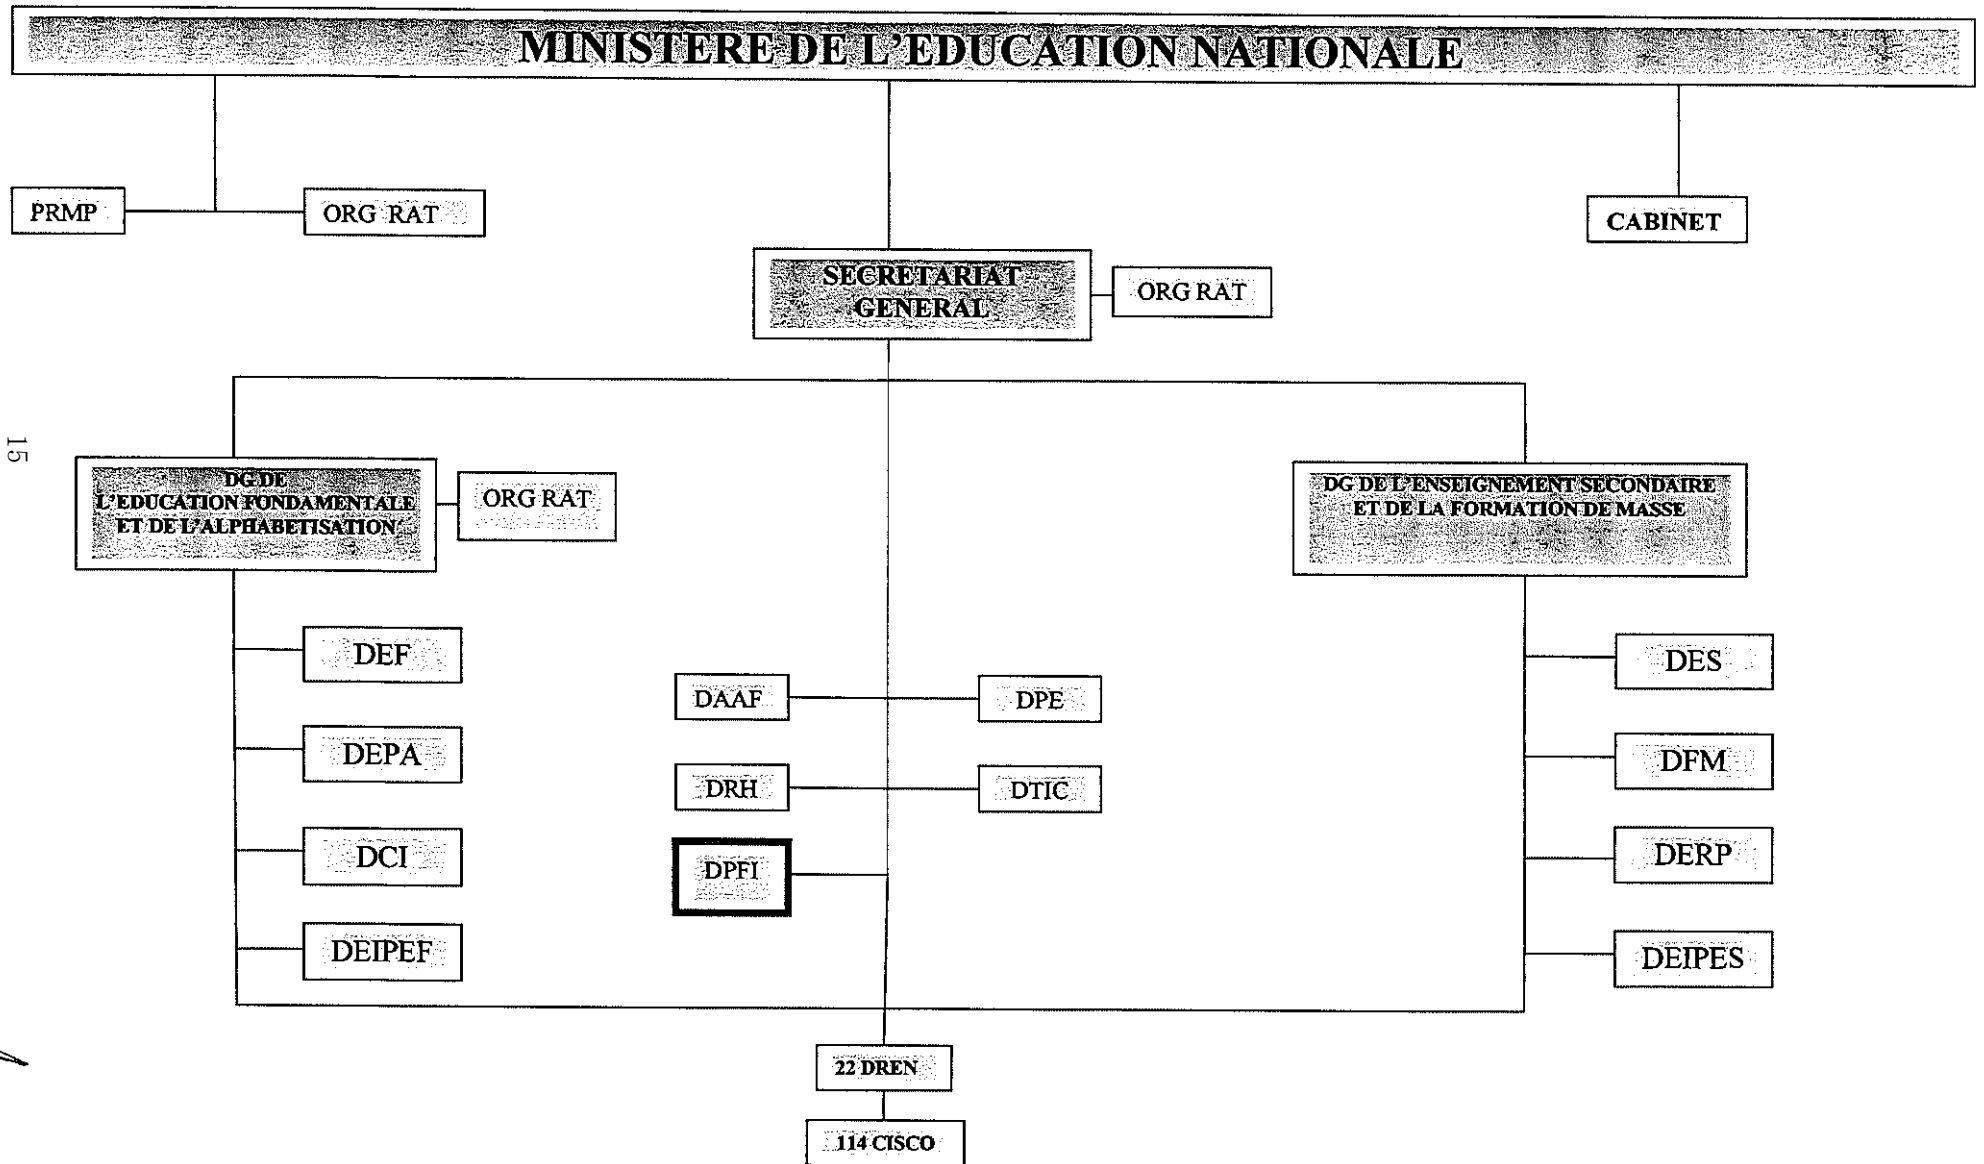 MINISTERE DE L'EDUCATION NATIONALE
PRMP
ORG RAT
CABINET
SECRETARIAT
GENERAL
ORG RAT
15
DG DE
L'EDUCATION FONDAMENTALE
ET DE L'ALPHABETISATION
ORG RAT
DG DE L'ENSEIGNEMENT SECONDAIRE
ET DE LA FORMATION DE MASSE
DEF
DEPA
DCI
DEIPEF
DAAF
DPE
DRH
DTIC
DPFI
DES
DFM
DERP
DEIPES
22 DREN
114 CISCO